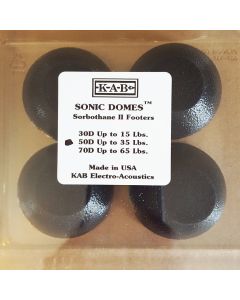 K-A-B
SONIC DOMES™
Sorbothane II Footers
30D Up to 15 Lbs.
50D Up to 35 Lbs.
70D Up to 65 Lbs.
Made in USA
KAB Electro-Acoustics